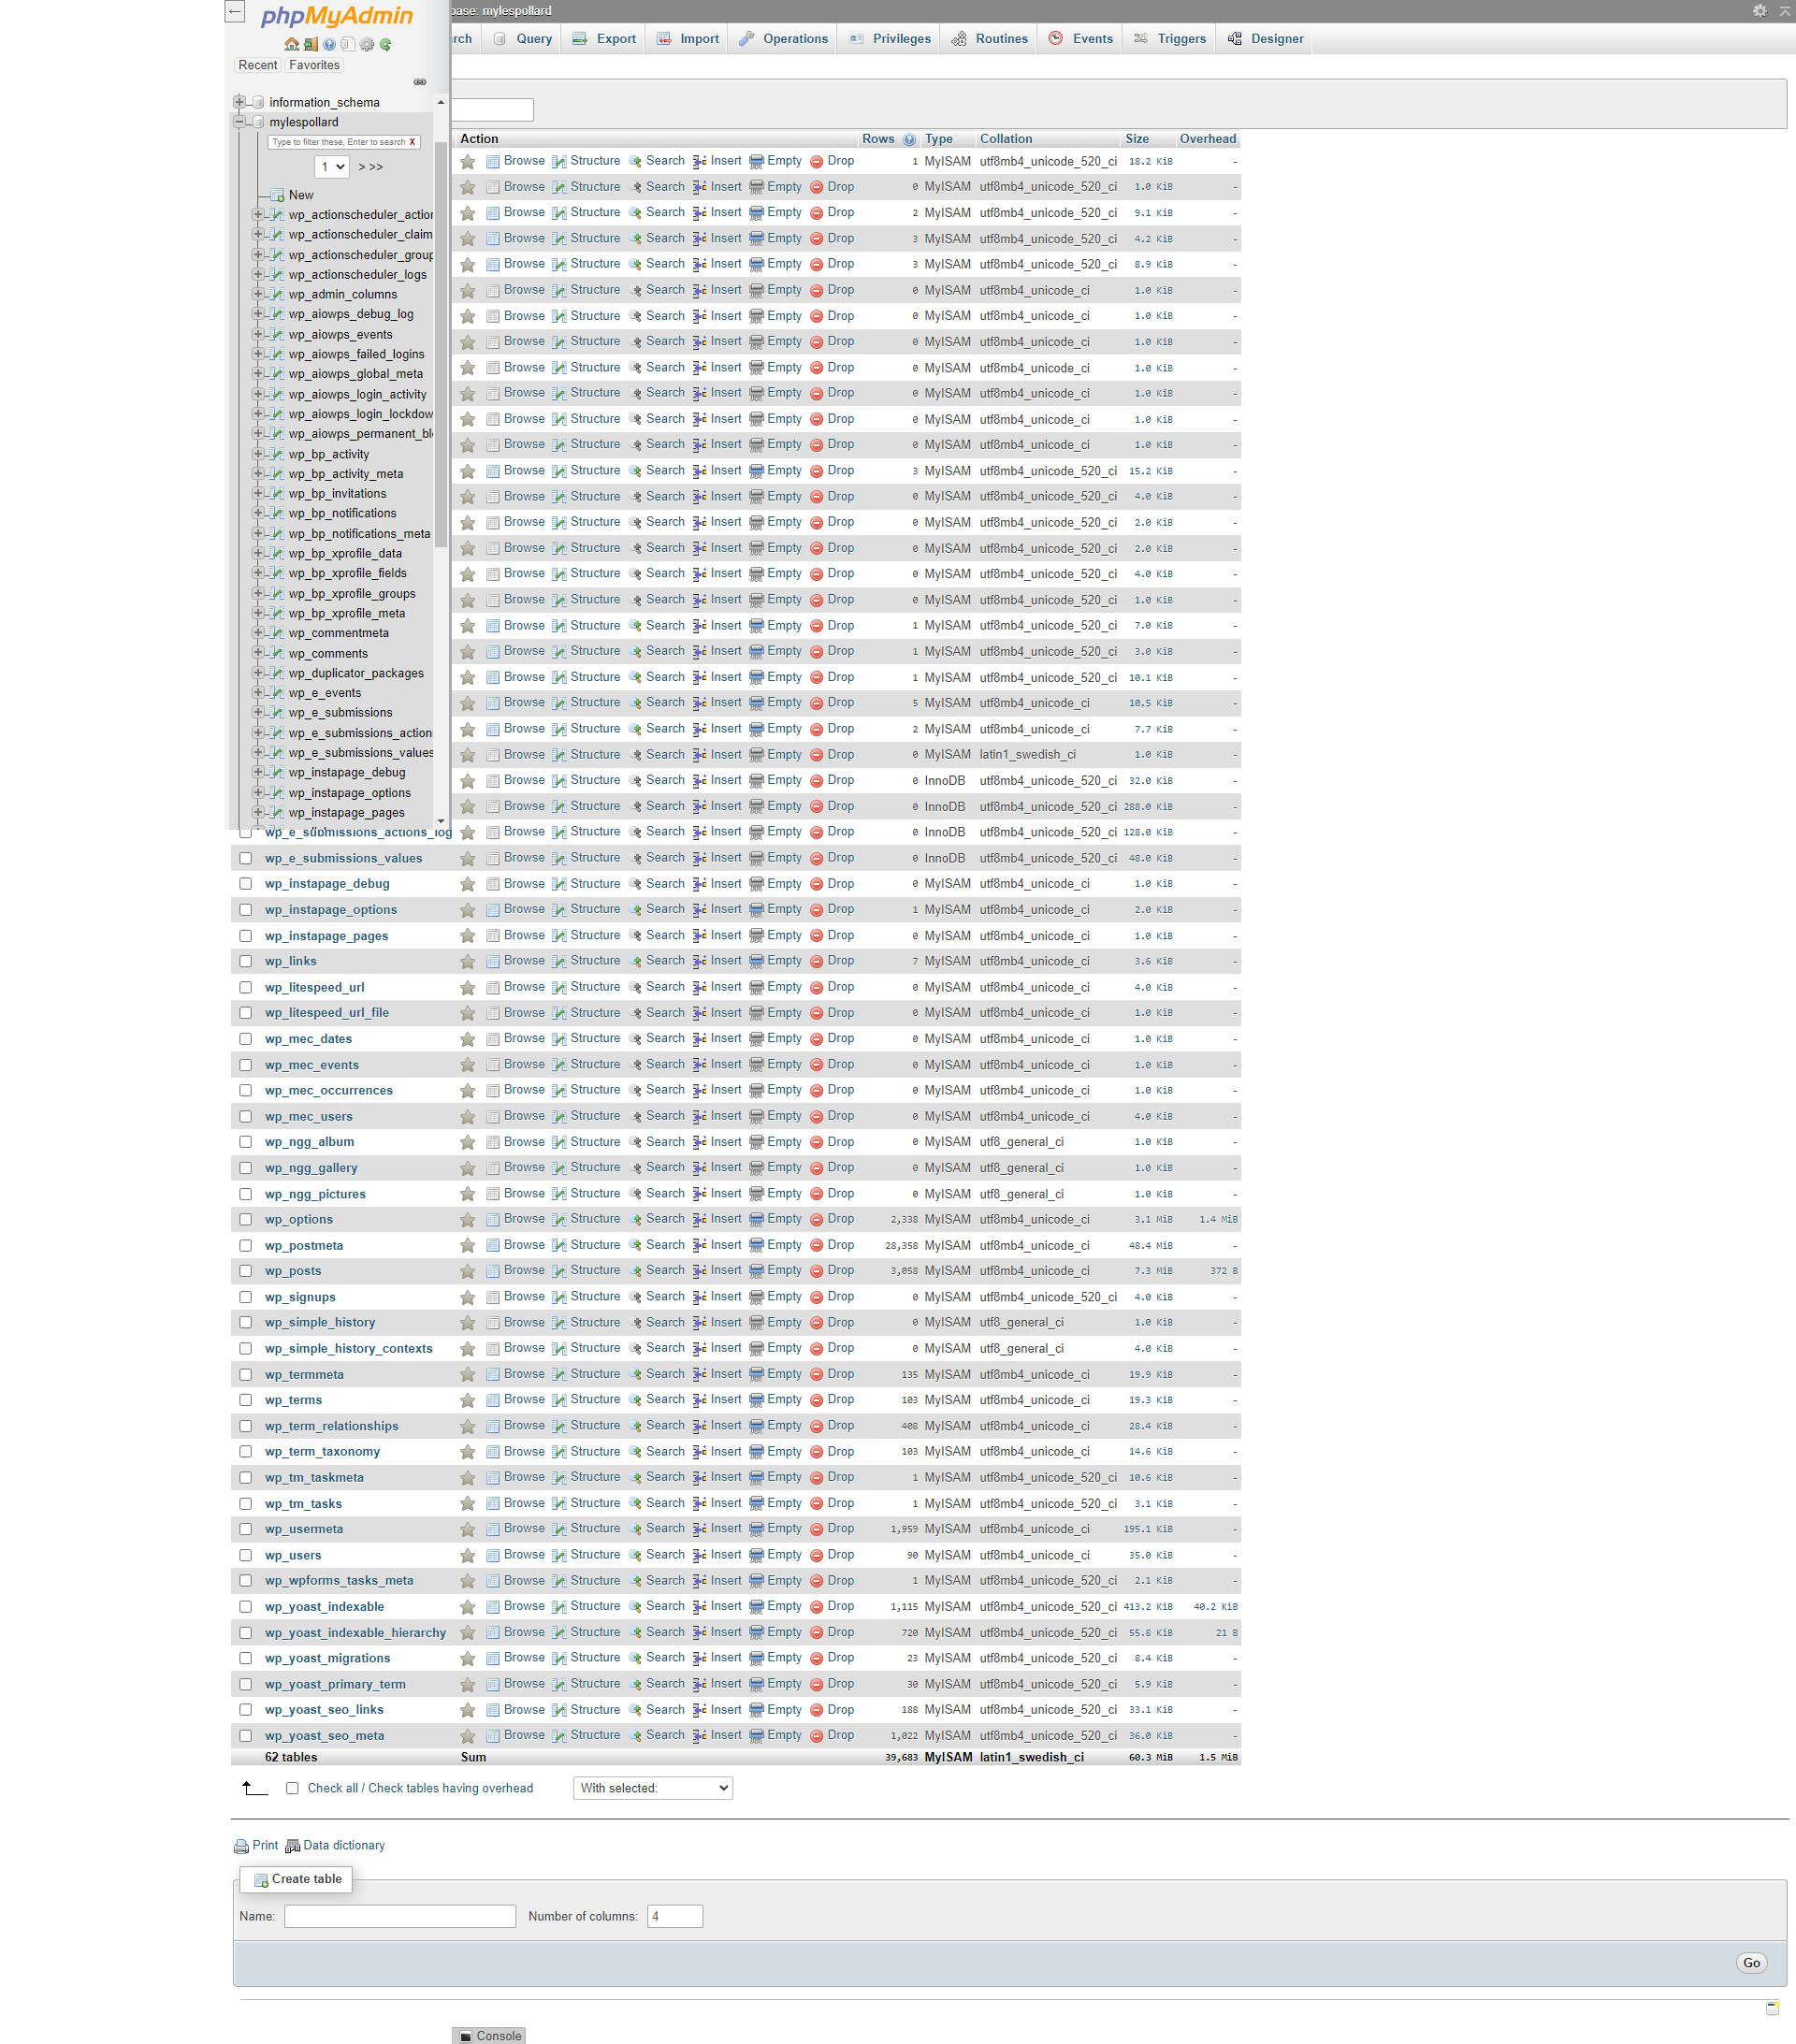 phpMyAdmin
Recent Favorites
information_schema
mylespollard
Type to filter these, Enter to search X
1 > >>
New
wp_actionscheduler_action
wp_actionscheduler_claim
wp_actionscheduler_group
wp_actionscheduler_logs
wp_admin_columns
wp_aiowps_debug_log
wp_aiowps_events
wp_aiowps_failed_logins
wp_aiowps_global_meta
wp_aiowps_login_activity
wp_aiowps_login_lockdow
wp_aiowps_permanent_bl
wp_bp_activity
wp_bp_activity_meta
wp_bp_invitations
wp_bp_notifications
wp_bp_notifications_meta
wp_bp_xprofile_data
wp_bp_xprofile_fields
wp_bp_xprofile_groups
wp_bp_xprofile_meta
wp_commentmeta
wp_comments
wp_duplicator_packages
wp_e_events
wp_e_submissions
wp_e_submissions_action
wp_e_submissions_values
wp_instapage_debug
wp_instapage_options
wp_instapage_pages
base: mylespollard
rch Query Export Import Operations Privileges Routines Events Triggers Designer
Action Rows Type Collation Size Overhead
Browse Structure Search Insert Empty Drop 1 MyISAM utf8mb4_unicode_520_ci 18.2 KiB -
Browse Structure Search Insert Empty Drop 0 MyISAM utf8mb4_unicode_520_ci 1.0 KiB -
Browse Structure Search Insert Empty Drop 2 MyISAM utf8mb4_unicode_520_ci 9.1 KiB -
Browse Structure Search Insert Empty Drop 3 MyISAM utf8mb4_unicode_520_ci 4.2 KiB -
Browse Structure Search Insert Empty Drop 3 MyISAM utf8mb4_unicode_520_ci 8.9 KiB -
Browse Structure Search Insert Empty Drop 0 MyISAM utf8mb4_unicode_ci 1.0 KiB -
Browse Structure Search Insert Empty Drop 0 MyISAM utf8mb4_unicode_ci 1.0 KiB -
Browse Structure Search Insert Empty Drop 0 MyISAM utf8mb4_unicode_ci 1.0 KiB -
Browse Structure Search Insert Empty Drop 0 MyISAM utf8mb4_unicode_ci 1.0 KiB -
Browse Structure Search Insert Empty Drop 0 MyISAM utf8mb4_unicode_ci 1.0 KiB -
Browse Structure Search Insert Empty Drop 0 MyISAM utf8mb4_unicode_ci 1.0 KiB -
Browse Structure Search Insert Empty Drop 0 MyISAM utf8mb4_unicode_ci 1.0 KiB -
Browse Structure Search Insert Empty Drop 3 MyISAM utf8mb4_unicode_520_ci 15.2 KiB -
Browse Structure Search Insert Empty Drop 0 MyISAM utf8mb4_unicode_520_ci 4.0 KiB -
Browse Structure Search Insert Empty Drop 0 MyISAM utf8mb4_unicode_520_ci 2.0 KiB -
Browse Structure Search Insert Empty Drop 0 MyISAM utf8mb4_unicode_520_ci 2.0 KiB -
Browse Structure Search Insert Empty Drop 0 MyISAM utf8mb4_unicode_520_ci 4.0 KiB -
Browse Structure Search Insert Empty Drop 0 MyISAM utf8mb4_unicode_520_ci 1.0 KiB -
Browse Structure Search Insert Empty Drop 1 MyISAM utf8mb4_unicode_520_ci 7.0 KiB -
Browse Structure Search Insert Empty Drop 1 MyISAM utf8mb4_unicode_520_ci 3.0 KiB -
Browse Structure Search Insert Empty Drop 1 MyISAM utf8mb4_unicode_520_ci 10.1 KiB -
Browse Structure Search Insert Empty Drop 5 MyISAM utf8mb4_unicode_ci 10.5 KiB -
Browse Structure Search Insert Empty Drop 2 MyISAM utf8mb4_unicode_ci 7.7 KiB -
Browse Structure Search Insert Empty Drop 0 MyISAM latin1_swedish_ci 1.0 KiB -
Browse Structure Search Insert Empty Drop 0 InnoDB utf8mb4_unicode_520_ci 32.0 KiB -
Browse Structure Search Insert Empty Drop 0 InnoDB utf8mb4_unicode_520_ci 288.0 KiB -
wp_e_submissions_actions_log Browse Structure Search Insert Empty Drop 0 InnoDB utf8mb4_unicode_520_ci 128.0 KiB -
wp_e_submissions_values Browse Structure Search Insert Empty Drop 0 InnoDB utf8mb4_unicode_520_ci 48.0 KiB -
wp_instapage_debug Browse Structure Search Insert Empty Drop 0 MyISAM utf8mb4_unicode_ci 1.0 KiB -
wp_instapage_options Browse Structure Search Insert Empty Drop 1 MyISAM utf8mb4_unicode_ci 2.0 KiB -
wp_instapage_pages Browse Structure Search Insert Empty Drop 0 MyISAM utf8mb4_unicode_ci 1.0 KiB -
wp_links Browse Structure Search Insert Empty Drop 7 MyISAM utf8mb4_unicode_ci 3.6 KiB -
wp_litespeed_url Browse Structure Search Insert Empty Drop 0 MyISAM utf8mb4_unicode_ci 4.0 KiB -
wp_litespeed_url_file Browse Structure Search Insert Empty Drop 0 MyISAM utf8mb4_unicode_ci 1.0 KiB -
wp_mec_dates Browse Structure Search Insert Empty Drop 0 MyISAM utf8mb4_unicode_ci 1.0 KiB -
wp_mec_events Browse Structure Search Insert Empty Drop 0 MyISAM utf8mb4_unicode_ci 1.0 KiB -
wp_mec_occurrences Browse Structure Search Insert Empty Drop 0 MyISAM utf8mb4_unicode_ci 1.0 KiB -
wp_mec_users Browse Structure Search Insert Empty Drop 0 MyISAM utf8mb4_unicode_ci 4.0 KiB -
wp_ngg_album Browse Structure Search Insert Empty Drop 0 MyISAM utf8_general_ci 1.0 KiB -
wp_ngg_gallery Browse Structure Search Insert Empty Drop 0 MyISAM utf8_general_ci 1.0 KiB -
wp_ngg_pictures Browse Structure Search Insert Empty Drop 0 MyISAM utf8_general_ci 1.0 KiB -
wp_options Browse Structure Search Insert Empty Drop 2,338 MyISAM utf8mb4_unicode_ci 3.1 MiB 1.4 MiB
wp_postmeta Browse Structure Search Insert Empty Drop 28,358 MyISAM utf8mb4_unicode_ci 48.4 MiB -
wp_posts Browse Structure Search Insert Empty Drop 3,058 MyISAM utf8mb4_unicode_ci 7.3 MiB 372 B
wp_signups Browse Structure Search Insert Empty Drop 0 MyISAM utf8mb4_unicode_520_ci 4.0 KiB -
wp_simple_history Browse Structure Search Insert Empty Drop 0 MyISAM utf8_general_ci 1.0 KiB -
wp_simple_history_contexts Browse Structure Search Insert Empty Drop 0 MyISAM utf8_general_ci 4.0 KiB -
wp_termmeta Browse Structure Search Insert Empty Drop 135 MyISAM utf8mb4_unicode_ci 19.9 KiB -
wp_terms Browse Structure Search Insert Empty Drop 103 MyISAM utf8mb4_unicode_ci 19.3 KiB -
wp_term_relationships Browse Structure Search Insert Empty Drop 408 MyISAM utf8mb4_unicode_ci 28.4 KiB -
wp_term_taxonomy Browse Structure Search Insert Empty Drop 103 MyISAM utf8mb4_unicode_ci 14.6 KiB -
wp_tm_taskmeta Browse Structure Search Insert Empty Drop 1 MyISAM utf8mb4_unicode_520_ci 10.6 KiB -
wp_tm_tasks Browse Structure Search Insert Empty Drop 1 MyISAM utf8mb4_unicode_520_ci 3.1 KiB -
wp_usermeta Browse Structure Search Insert Empty Drop 1,959 MyISAM utf8mb4_unicode_ci 195.1 KiB -
wp_users Browse Structure Search Insert Empty Drop 90 MyISAM utf8mb4_unicode_ci 35.0 KiB -
wp_wpforms_tasks_meta Browse Structure Search Insert Empty Drop 1 MyISAM utf8mb4_unicode_520_ci 2.1 KiB -
wp_yoast_indexable Browse Structure Search Insert Empty Drop 1,115 MyISAM utf8mb4_unicode_520_ci 413.2 KiB 40.2 KiB
wp_yoast_indexable_hierarchy Browse Structure Search Insert Empty Drop 720 MyISAM utf8mb4_unicode_520_ci 55.8 KiB 21 B
wp_yoast_migrations Browse Structure Search Insert Empty Drop 23 MyISAM utf8mb4_unicode_520_ci 8.4 KiB -
wp_yoast_primary_term Browse Structure Search Insert Empty Drop 30 MyISAM utf8mb4_unicode_520_ci 5.9 KiB -
wp_yoast_seo_links Browse Structure Search Insert Empty Drop 188 MyISAM utf8mb4_unicode_520_ci 33.1 KiB -
wp_yoast_seo_meta Browse Structure Search Insert Empty Drop 1,022 MyISAM utf8mb4_unicode_520_ci 36.0 KiB -
62 tables Sum 39,683 MyISAM latin1_swedish_ci 60.3 MiB 1.5 MiB
Check all / Check tables having overhead With selected:
Print Data dictionary
Create table
Name: Number of columns: 4
Go
Console